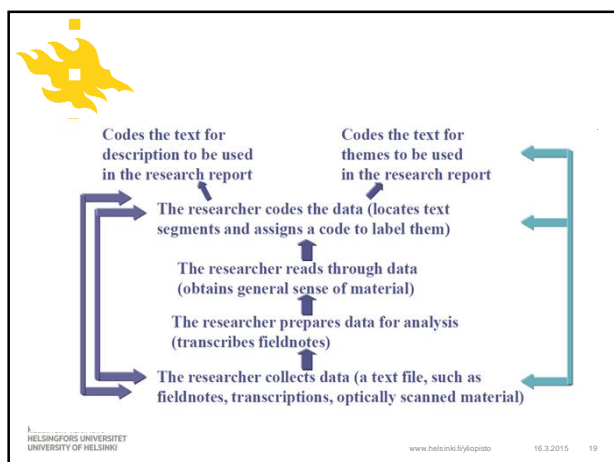 Codes the text for
description to be used
in the research report
Codes the text for
themes to be used
in the research report
The researcher codes the data (locates text
segments and assigns a code to label them)
The researcher reads through data
(obtains general sense of material)
The researcher prepares data for analysis
(transcribes fieldnotes)
The researcher collects data (a text file, such as
fieldnotes, transcriptions, optically scanned material)
HELSINGFORS UNIVERSITET
UNIVERSITY OF HELSINKI
www.helsinki.fi/yliopisto
16.3.2015
19